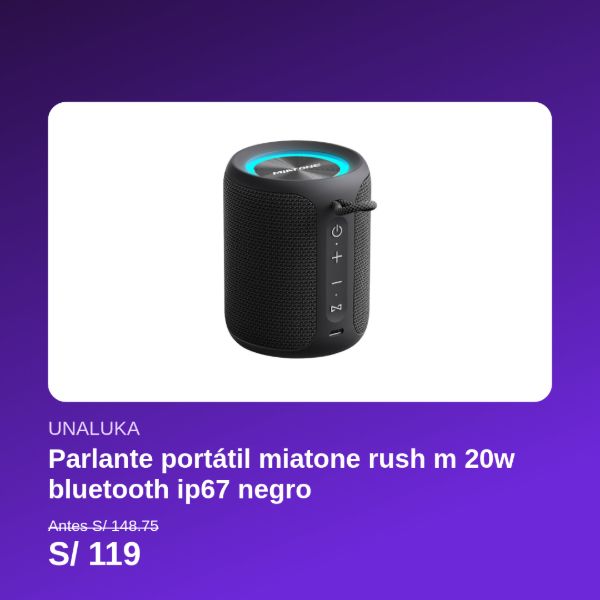 MIATONE
UNALUKA
Parlante portátil miatone rush m 20w
bluetooth ip67 negro
Antes S/ 148.75
S/ 119